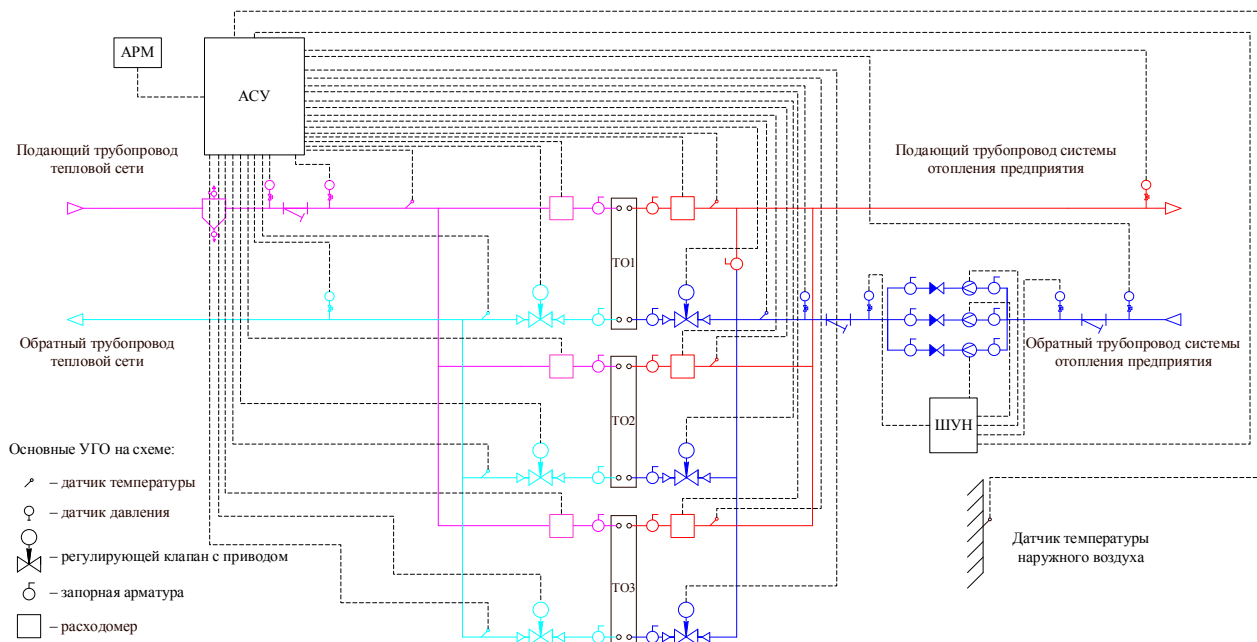 АРМ
АСУ
Подающий трубопровод
тепловой сети
Подающий трубопровод системы
отопления предприятия
ТО1
Обратный трубопровод
тепловой сети
Обратный трубопровод системы
отопления предприятия
ТО2
ШУН
Основные УГО на схеме:
– датчик температуры
– датчик давления
– регулирующей клапан с приводом
– запорная арматура
– расходомер
ТО3
Датчик температуры
наружного воздуха